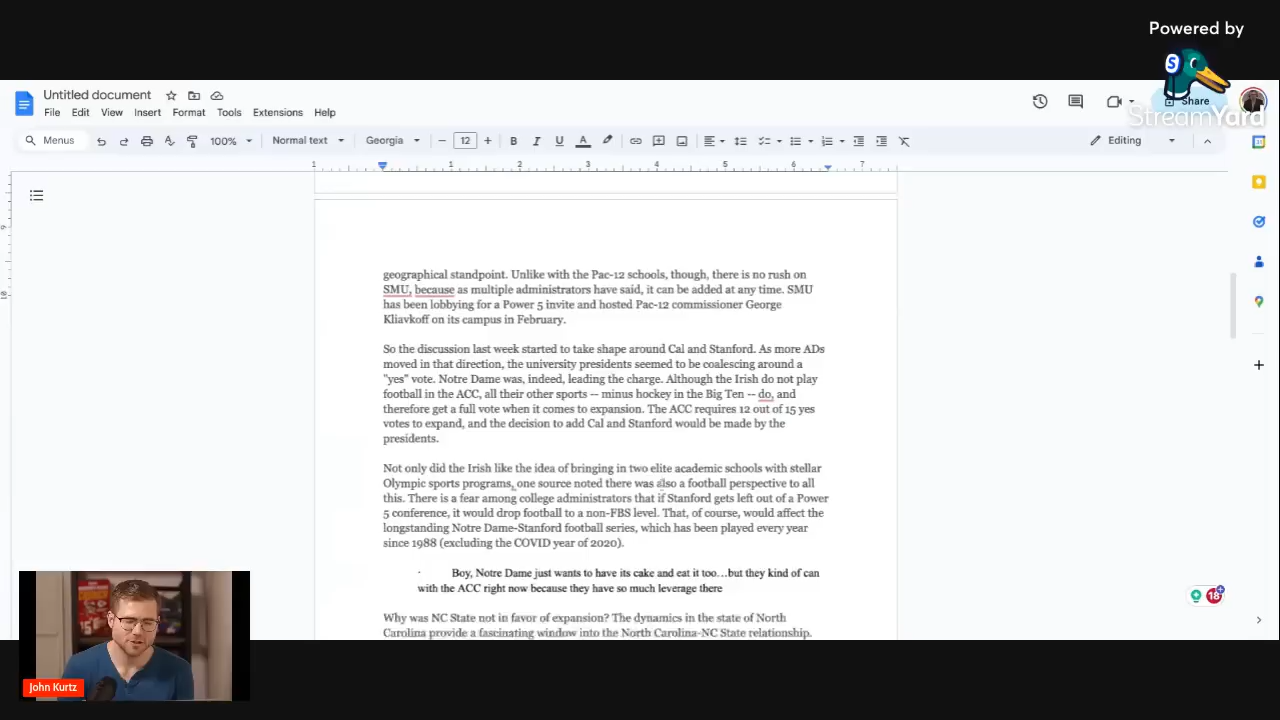 Powered by
StreamYard
Untitled document
File Edit View Insert Format Tools Extensions Help
Share
Menus 100% Normal text Georgia 12 Editing
1 1 2 3 4 5 6 7
9
10
geographical standpoint. Unlike with the Pac-12 schools, though, there is no rush on
SMU, because as multiple administrators have said, it can be added at any time. SMU
has been lobbying for a Power 5 invite and hosted Pac-12 commissioner George
Kliavkoff on its campus in February.
So the discussion last week started to take shape around Cal and Stanford. As more ADs
moved in that direction, the university presidents seemed to be coalescing around a
"yes" vote. Notre Dame was, indeed, leading the charge. Although the Irish do not play
football in the ACC, all their other sports -- minus hockey in the Big Ten -- do, and
therefore get a full vote when it comes to expansion. The ACC requires 12 out of 15 yes
votes to expand, and the decision to add Cal and Stanford would be made by the
presidents.
Not only did the Irish like the idea of bringing in two elite academic schools with stellar
Olympic sports programs, one source noted there was also a football perspective to all
this. There is a fear among college administrators that if Stanford gets left out of a Power
5 conference, it would drop football to a non-FBS level. That, of course, would affect the
longstanding Notre Dame-Stanford football series, which has been played every year
since 1988 (excluding the COVID year of 2020).
· Boy, Notre Dame just wants to have its cake and eat it too…but they kind of can
with the ACC right now because they have so much leverage there
Why was NC State not in favor of expansion? The dynamics in the state of North
Carolina provide a fascinating window into the North Carolina-NC State relationship.
18
John Kurtz